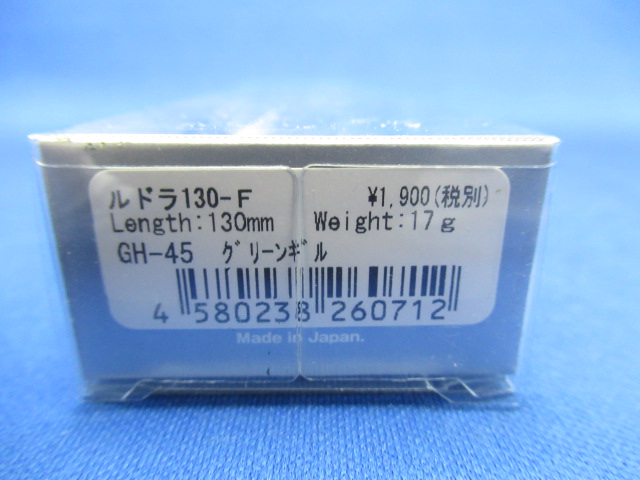 ルドラ130-F ¥1,900(税別)
Length:130mm Weight:17g
GH-45 グリーンギル
4 580238 260712
Made in Japan.